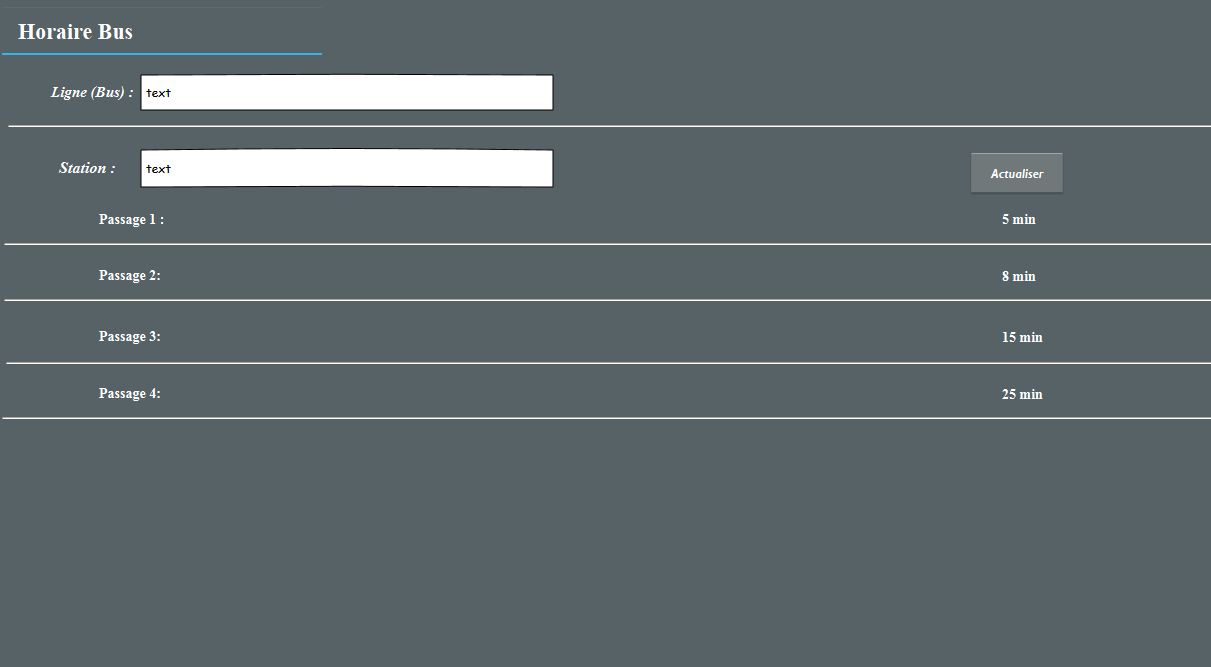 Horaire Bus
Ligne (Bus) : text
Station : text
Actualiser
Passage 1 : 5 min
Passage 2: 8 min
Passage 3: 15 min
Passage 4: 25 min